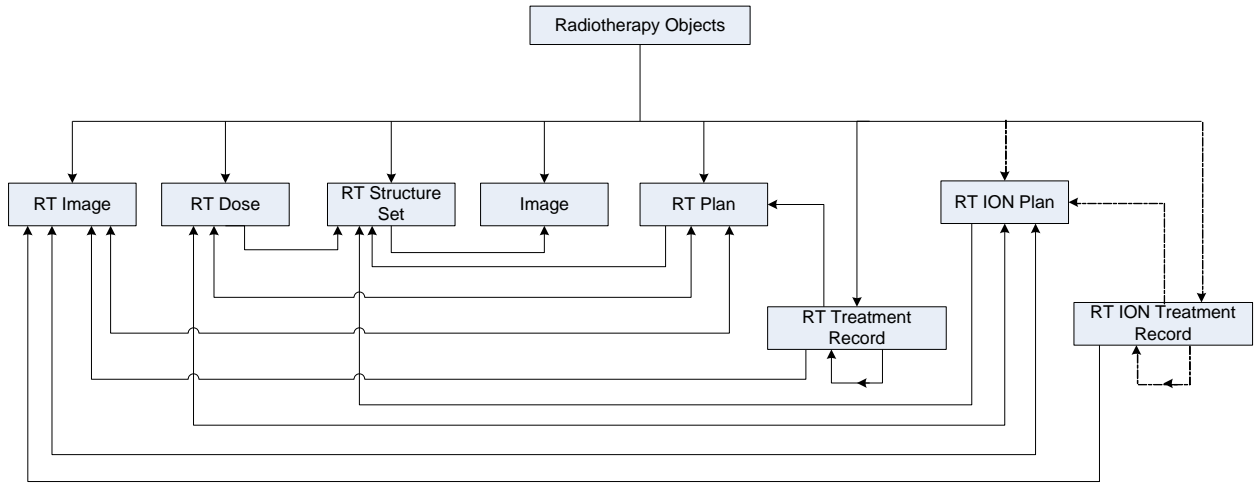 Radiotherapy Objects
RT Image
RT Dose
RT Structure
Set
Image
RT Plan
RT ION Plan
RT Treatment
Record
RT ION Treatment
Record